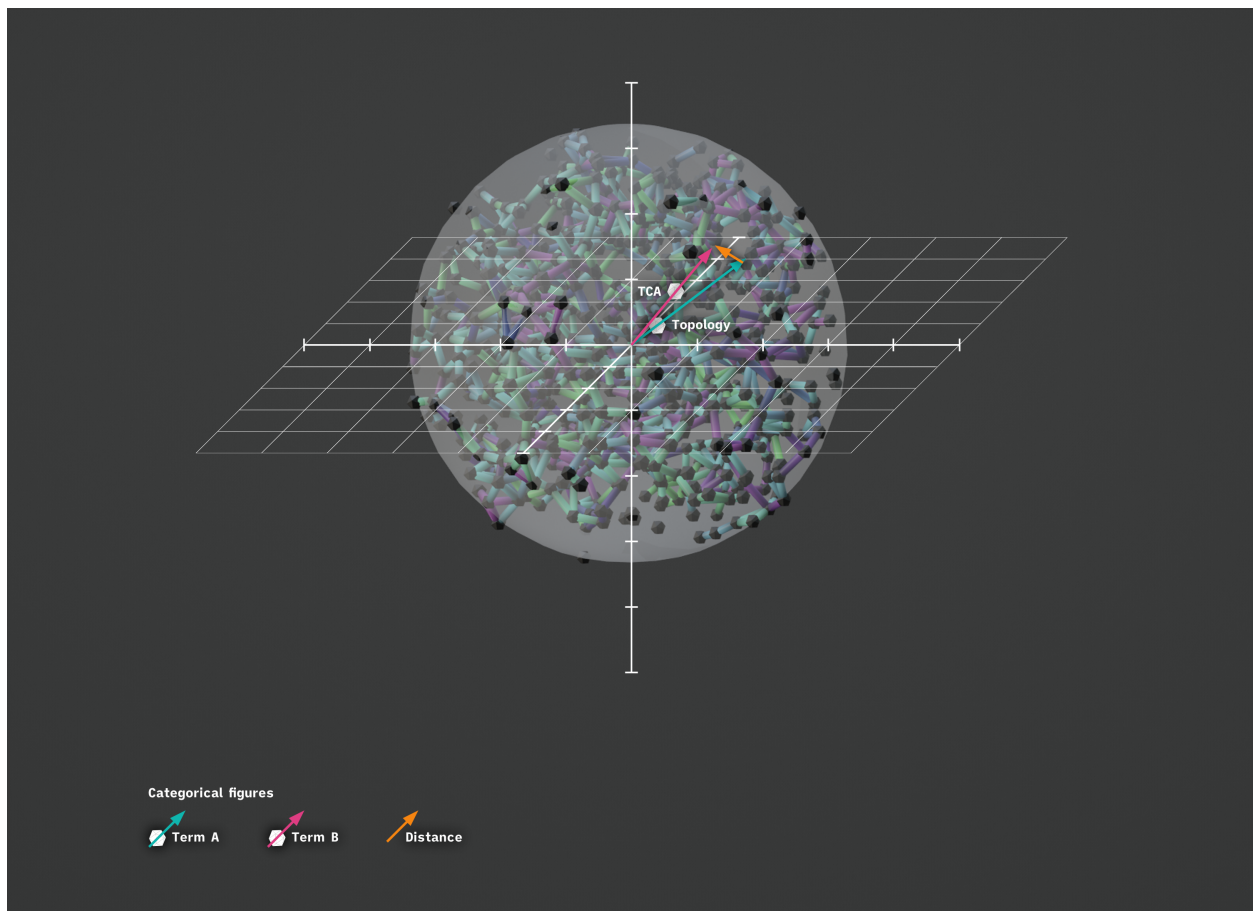 TCA
Topology
Categorical figures
Term A
Term B
Distance